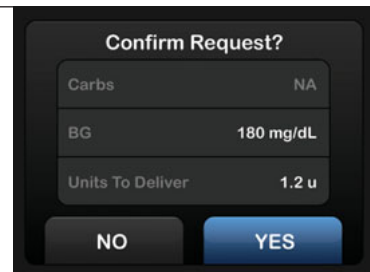 Confirm Request?
Carbs NA
BG 180 mg/dL
Units To Deliver 1.2 u
NO YES